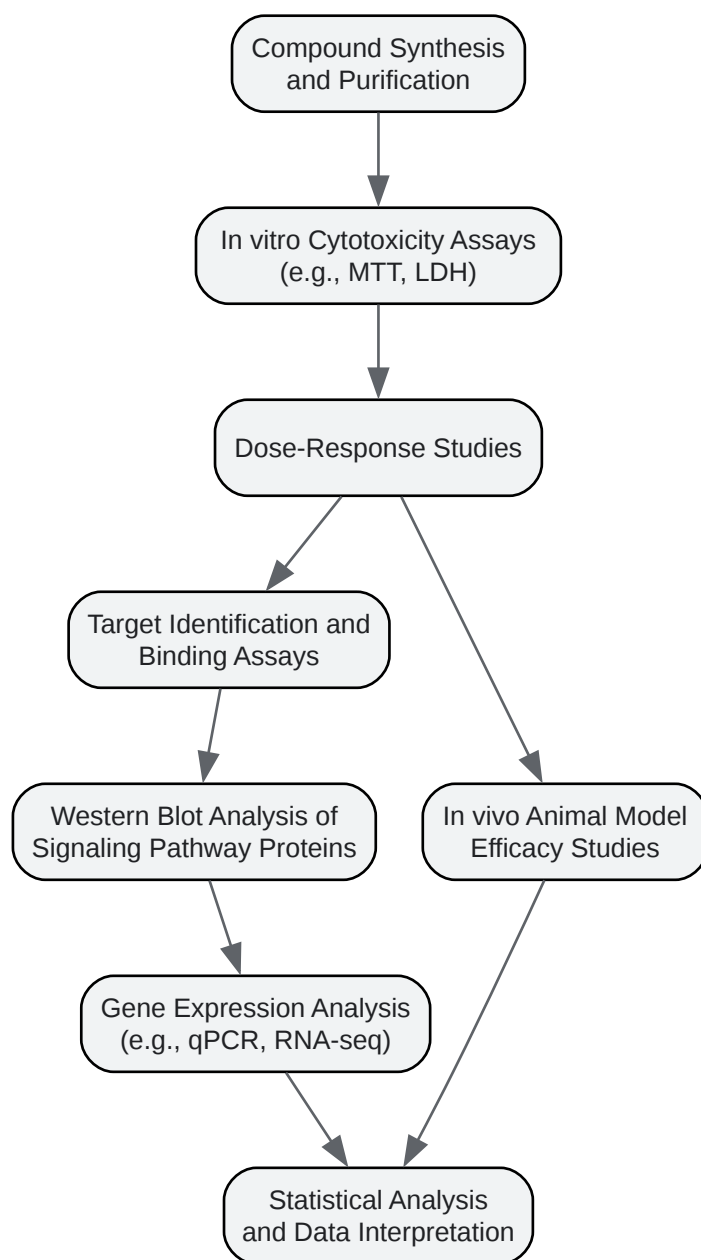 Compound Synthesis
and Purification
In vitro Cytotoxicity Assays
(e.g., MTT, LDH)
Dose-Response Studies
Target Identification and
Binding Assays
Western Blot Analysis of
Signaling Pathway Proteins
In vivo Animal Model
Efficacy Studies
Gene Expression Analysis
(e.g., qPCR, RNA-seq)
Statistical Analysis
and Data Interpretation